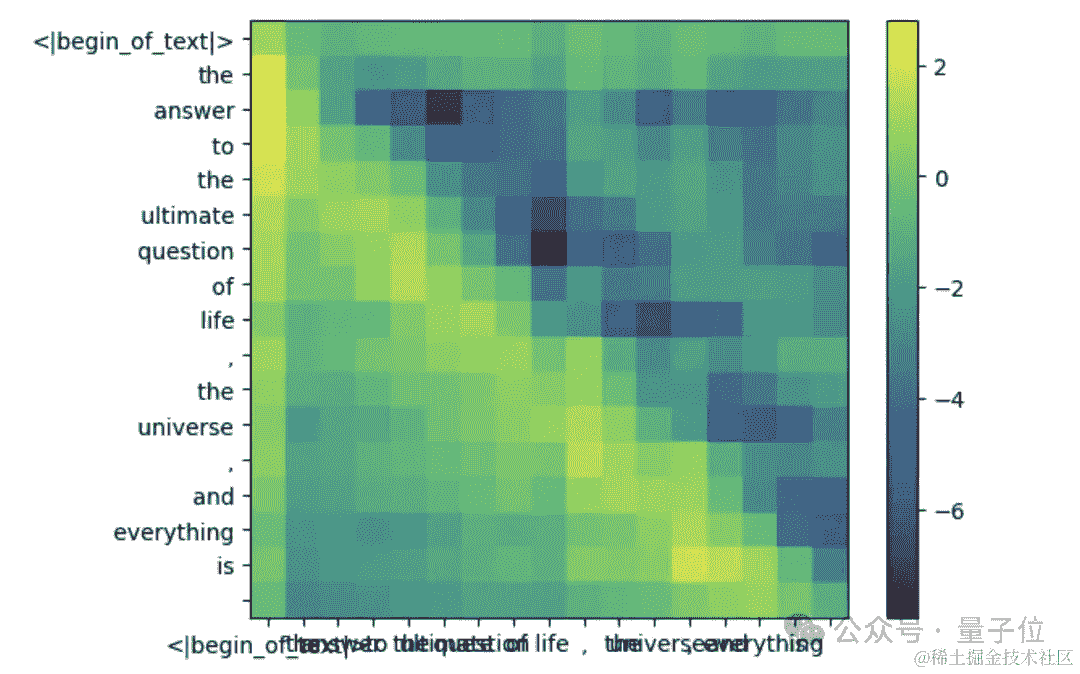 <|begin_of_text|>
the
answer
to
the
ultimate
question
of
life
,
the
universe
,
and
everything
is
2
0
−2
−4
−6
life
,
公众号 · 量子位
@稀土掘金技术社区